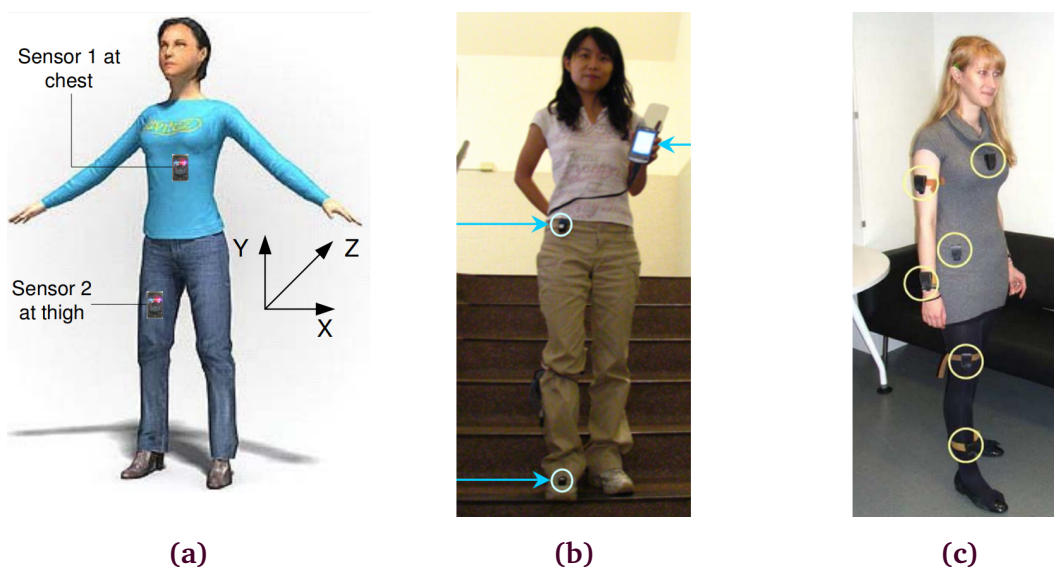 Sensor 1 at
chest
Sensor 2
at thigh
Y
Z
X
(a)
(b)
(c)